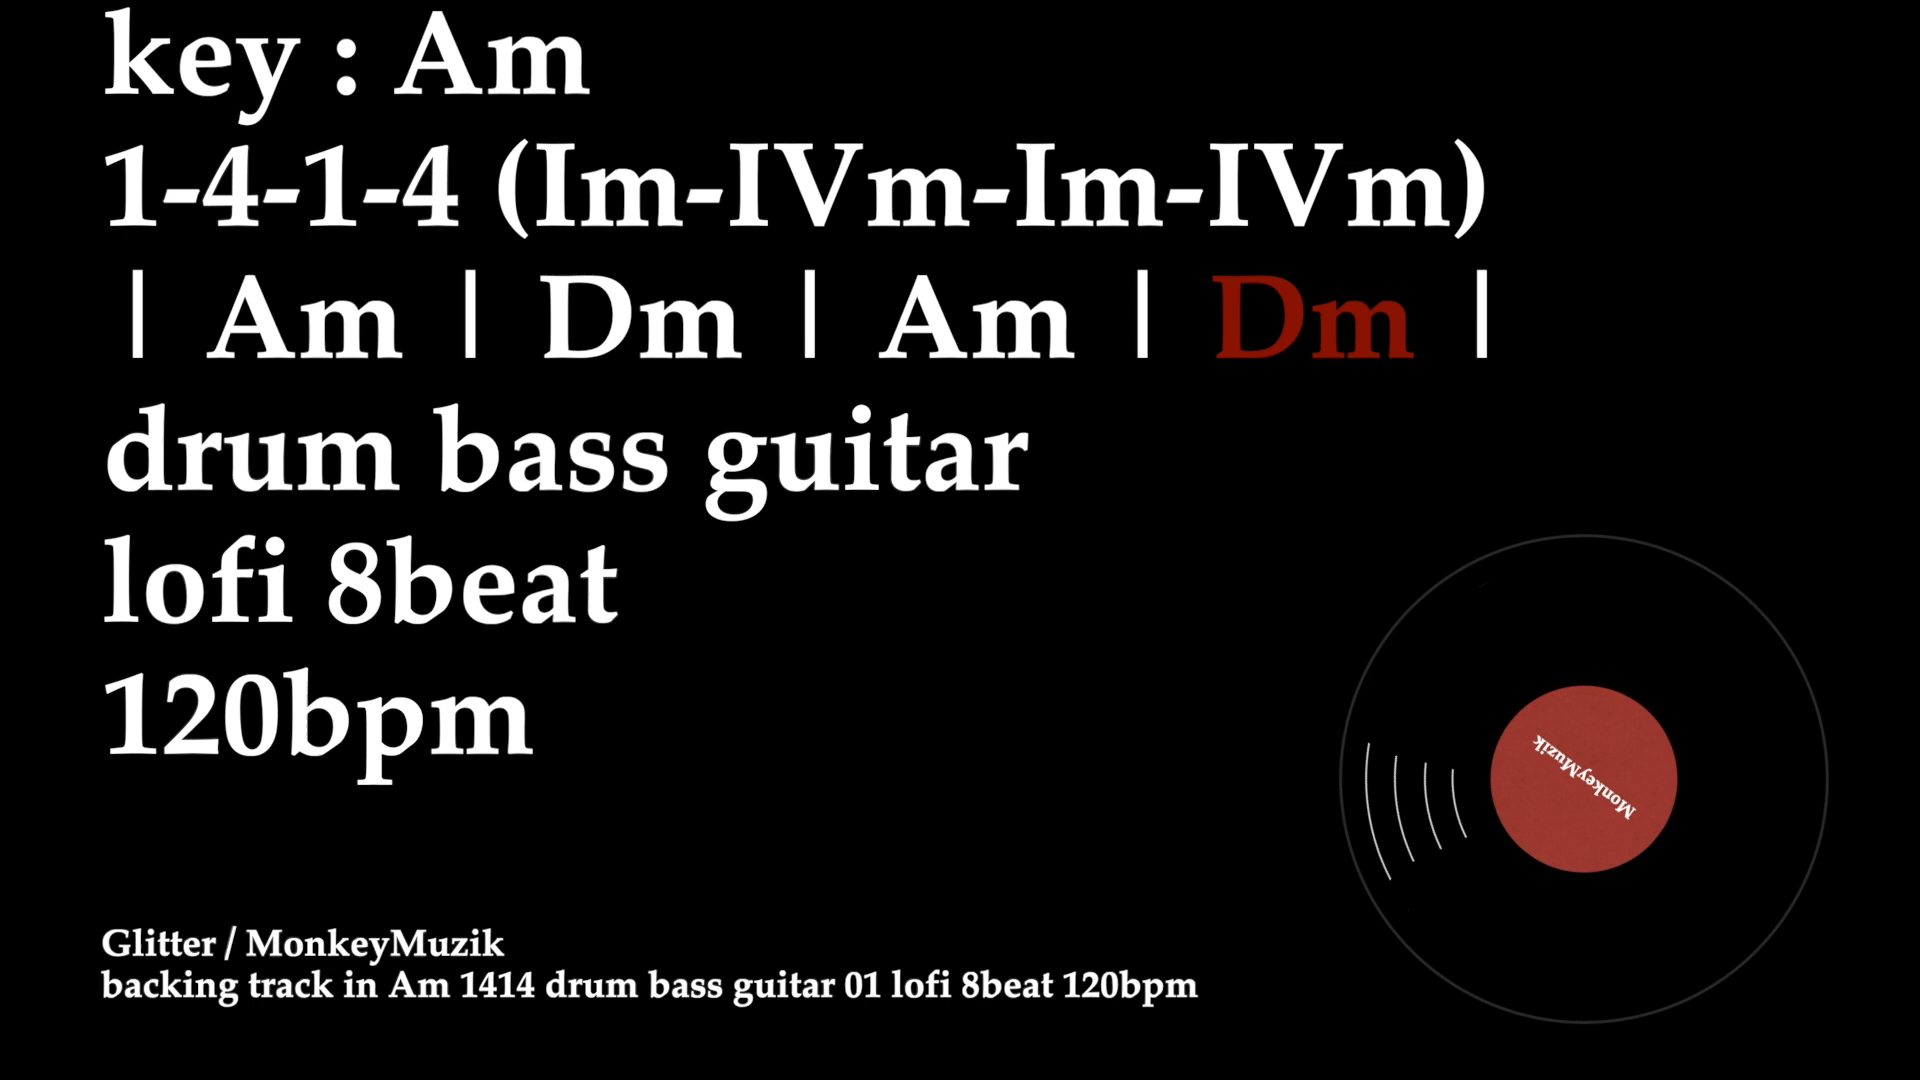 key : Am
1-4-1-4 (Im-IVm-Im-IVm)
| Am | Dm | Am | Dm |
drum bass guitar
lofi 8beat
120bpm
MonkeyMuzik
Glitter / MonkeyMuzik
backing track in Am 1414 drum bass guitar 01 lofi 8beat 120bpm